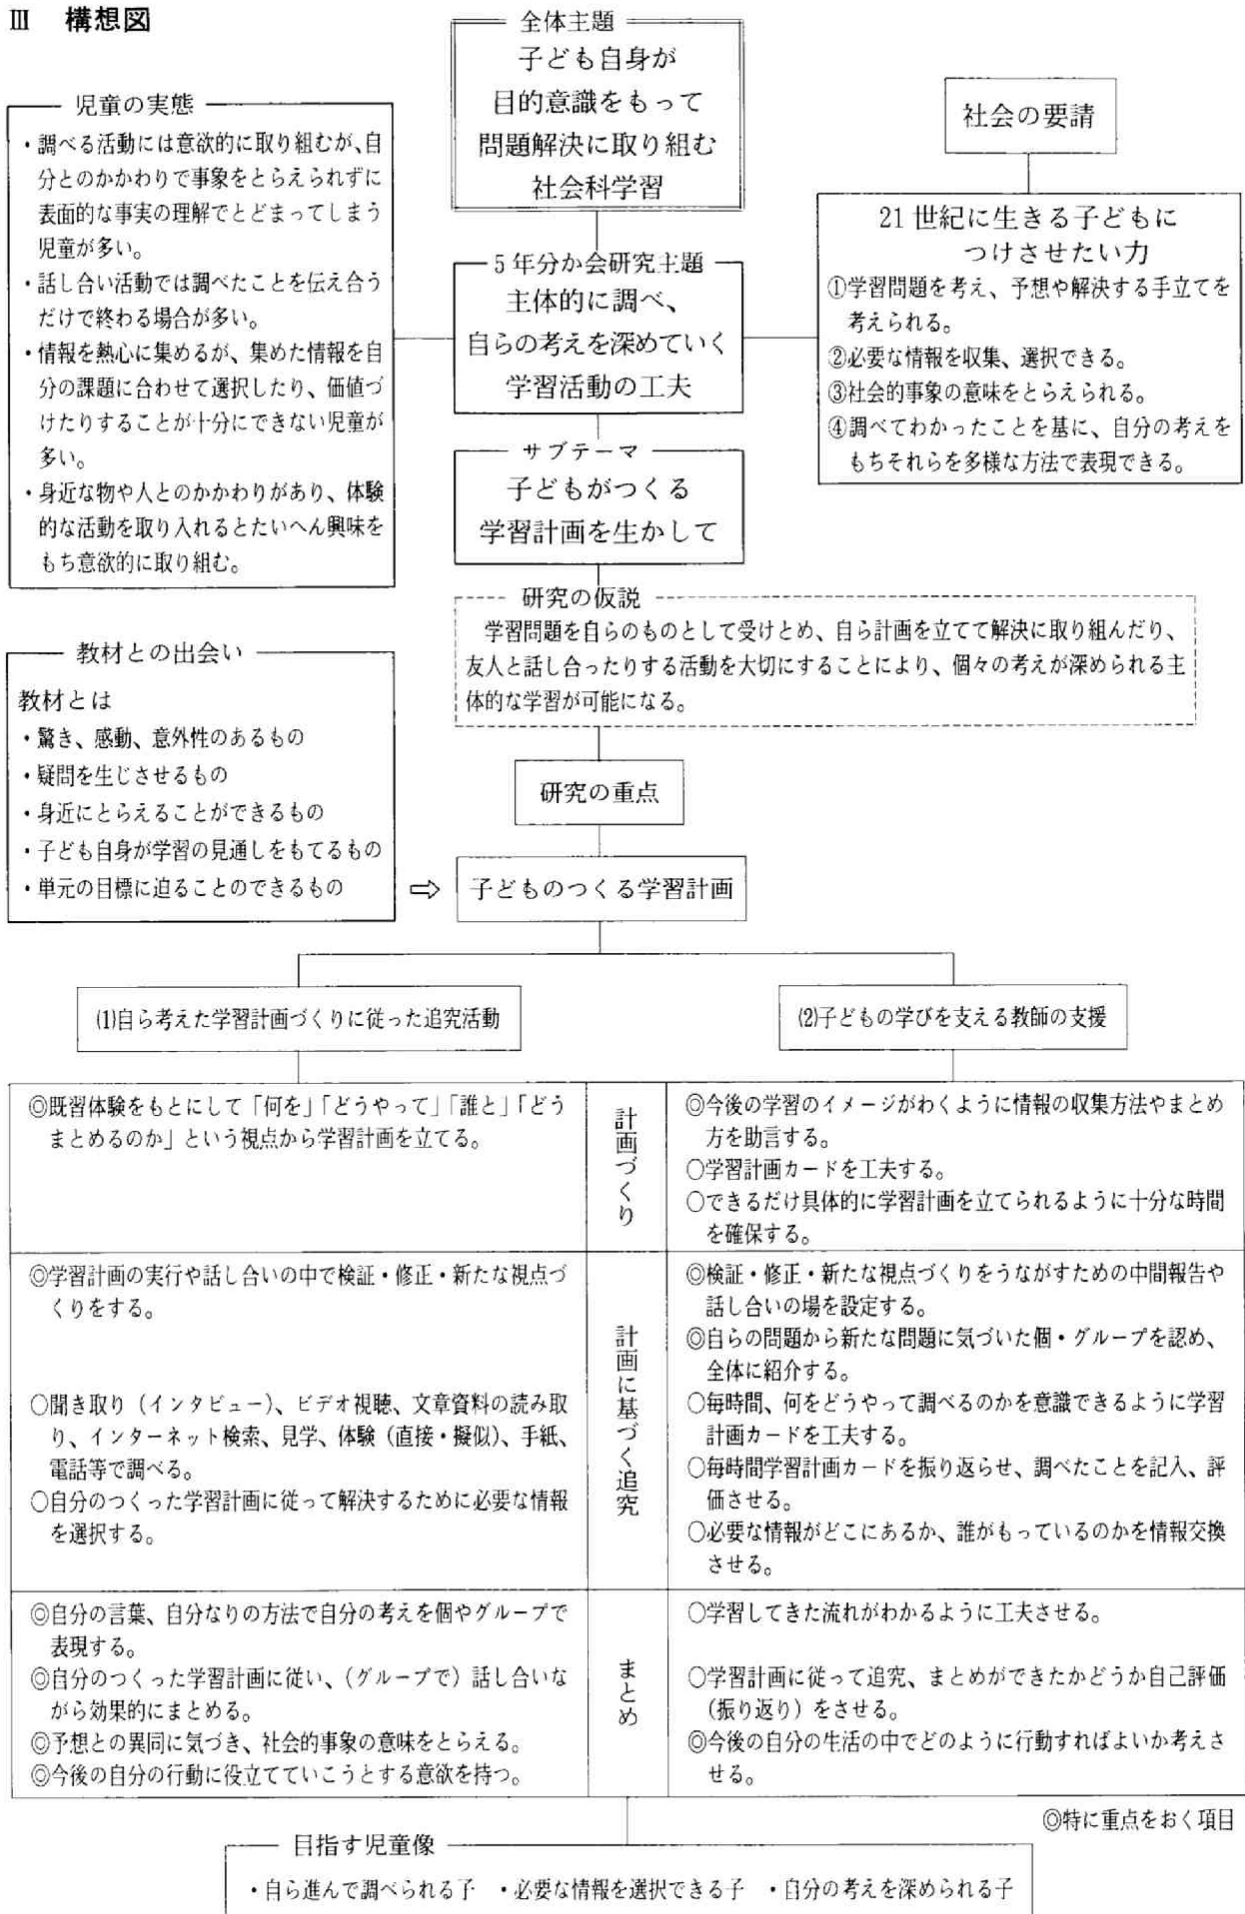 Ⅲ 構想図
全体主題
子ども自身が
目的意識をもって
問題解決に取り組む
社会科学習
児童の実態
・調べる活動には意欲的に取り組むが、自
分とのかかわりで事象をとらえられずに
表面的な事実の理解でとどまってしまう
児童が多い。
・話し合い活動では調べたことを伝え合う
だけで終わる場合が多い。
・情報を熱心に集めるが、集めた情報を自
分の課題に合わせて選択したり、価値づ
けたりすることが十分にできない児童が
多い。
・身近な物や人とのかかわりがあり、体験
的な活動を取り入れるとたいへん興味を
もち意欲的に取り組む。
5年分か会研究主題
主体的に調べ、
自らの考えを深めていく
学習活動の工夫
社会の要請
21世紀に生きる子どもに
つけさせたい力
①学習問題を考え、予想や解決する手立てを
考えられる。
②必要な情報を収集、選択できる。
③社会的事象の意味をとらえられる。
④調べてわかったことを基に、自分の考えを
もちそれらを多様な方法で表現できる。
サブテーマ
子どもがつくる
学習計画を生かして
研究の仮説
学習問題を自らのものとして受けとめ、自ら計画を立てて解決に取り組んだり、
友人と話し合ったりする活動を大切にすることにより、個々の考えが深められる主
体的な学習が可能になる。
教材との出会い
教材とは
・驚き、感動、意外性のあるもの
・疑問を生じさせるもの
・身近にとらえることができるもの
・子ども自身が学習の見通しをもてるもの
・単元の目標に迫ることのできるもの
研究の重点
⇨ 子どものつくる学習計画
⑴自ら考えた学習計画づくりに従った追究活動
⑵子どもの学びを支える教師の支援
◎既習体験をもとにして「何を」「どうやって」「誰と」「どう
まとめるのか」という視点から学習計画を立てる。
計画づくり
◎今後の学習のイメージがわくように情報の収集方法やまとめ
方を助言する。
○学習計画カードを工夫する。
○できるだけ具体的に学習計画を立てられるように十分な時間
を確保する。
◎学習計画の実行や話し合いの中で検証・修正・新たな視点づ
くりをする。
○聞き取り（インタビュー）、ビデオ視聴、文章資料の読み取
り、インターネット検索、見学、体験（直接・擬似）、手紙、
電話等で調べる。
○自分のつくった学習計画に従って解決するために必要な情報
を選択する。
計画に基づく追究
◎検証・修正・新たな視点づくりをうながすための中間報告や
話し合いの場を設定する。
◎自らの問題から新たな問題に気づいた個・グループを認め、
全体に紹介する。
○毎時間、何をどうやって調べるのかを意識できるように学習
計画カードを工夫する。
○毎時間学習計画カードを振り返らせ、調べたことを記入、評
価させる。
○必要な情報がどこにあるか、誰がもっているのかを情報交換
させる。
◎自分の言葉、自分なりの方法で自分の考えを個やグループで
表現する。
◎自分のつくった学習計画に従い、（グループで）話し合いな
がら効果的にまとめる。
◎予想との異同に気づき、社会的事象の意味をとらえる。
◎今後の自分の行動に役立てていこうとする意欲を持つ。
まとめ
○学習してきた流れがわかるように工夫させる。
○学習計画に従って追究、まとめができたかどうか自己評価
（振り返り）をさせる。
◎今後の自分の生活の中でどのように行動すればよいか考えさ
せる。
◎特に重点をおく項目
目指す児童像
・自ら進んで調べられる子 ・必要な情報を選択できる子 ・自分の考えを深められる子